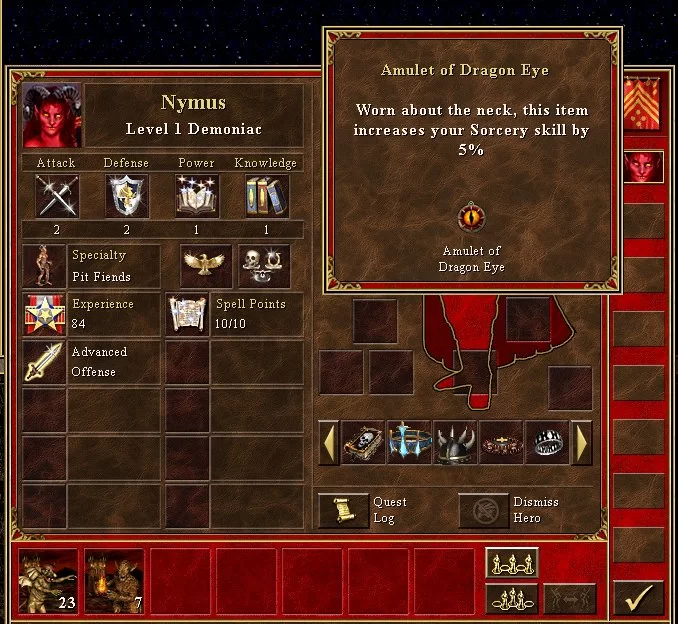 Amulet of Dragon Eye
Worn about the neck, this item
increases your Sorcery skill by
5%
Amulet of
Dragon Eye
Nymus
Level 1 Demoniac
Attack
Defense
Power
Knowledge
2
2
1
1
Specialty
Pit Fiends
Experience
84
Spell Points
10/10
Advanced
Offense
Quest
Log
Dismiss
Hero
23
7